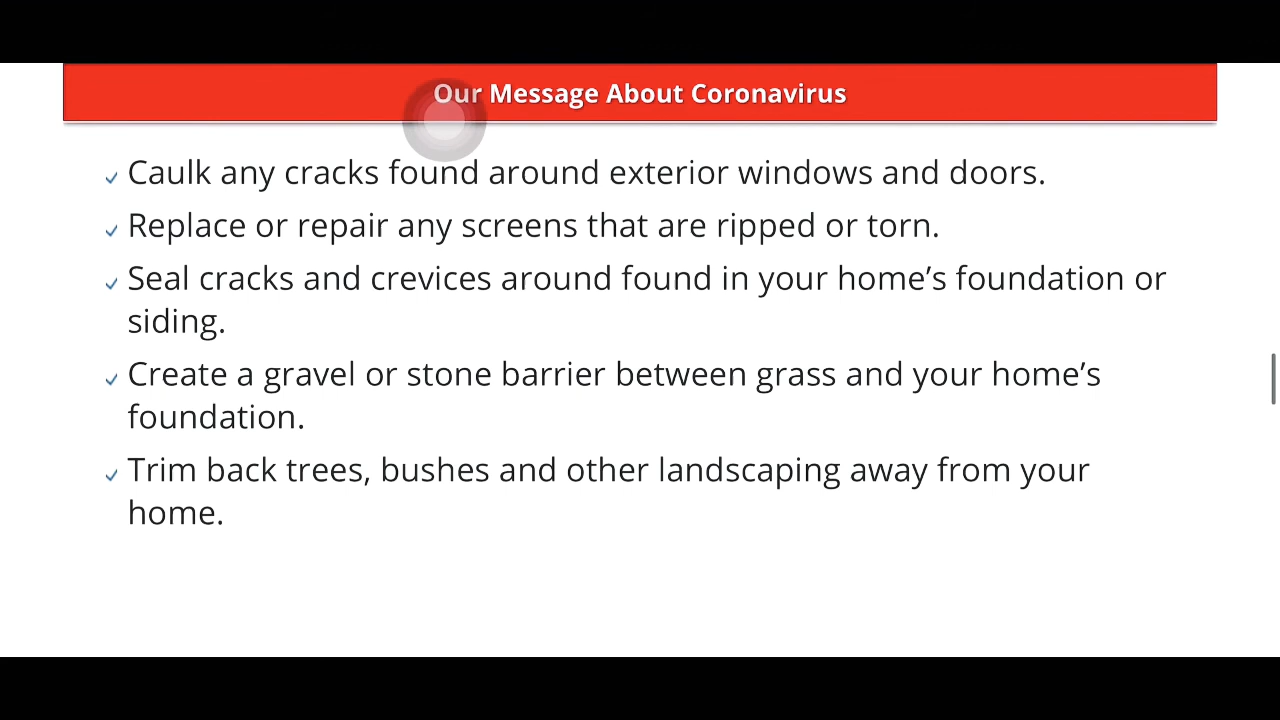 Our Message About Coronavirus
Caulk any cracks found around exterior windows and doors.
Replace or repair any screens that are ripped or torn.
Seal cracks and crevices around found in your home’s foundation or
siding.
Create a gravel or stone barrier between grass and your home’s
foundation.
Trim back trees, bushes and other landscaping away from your
home.